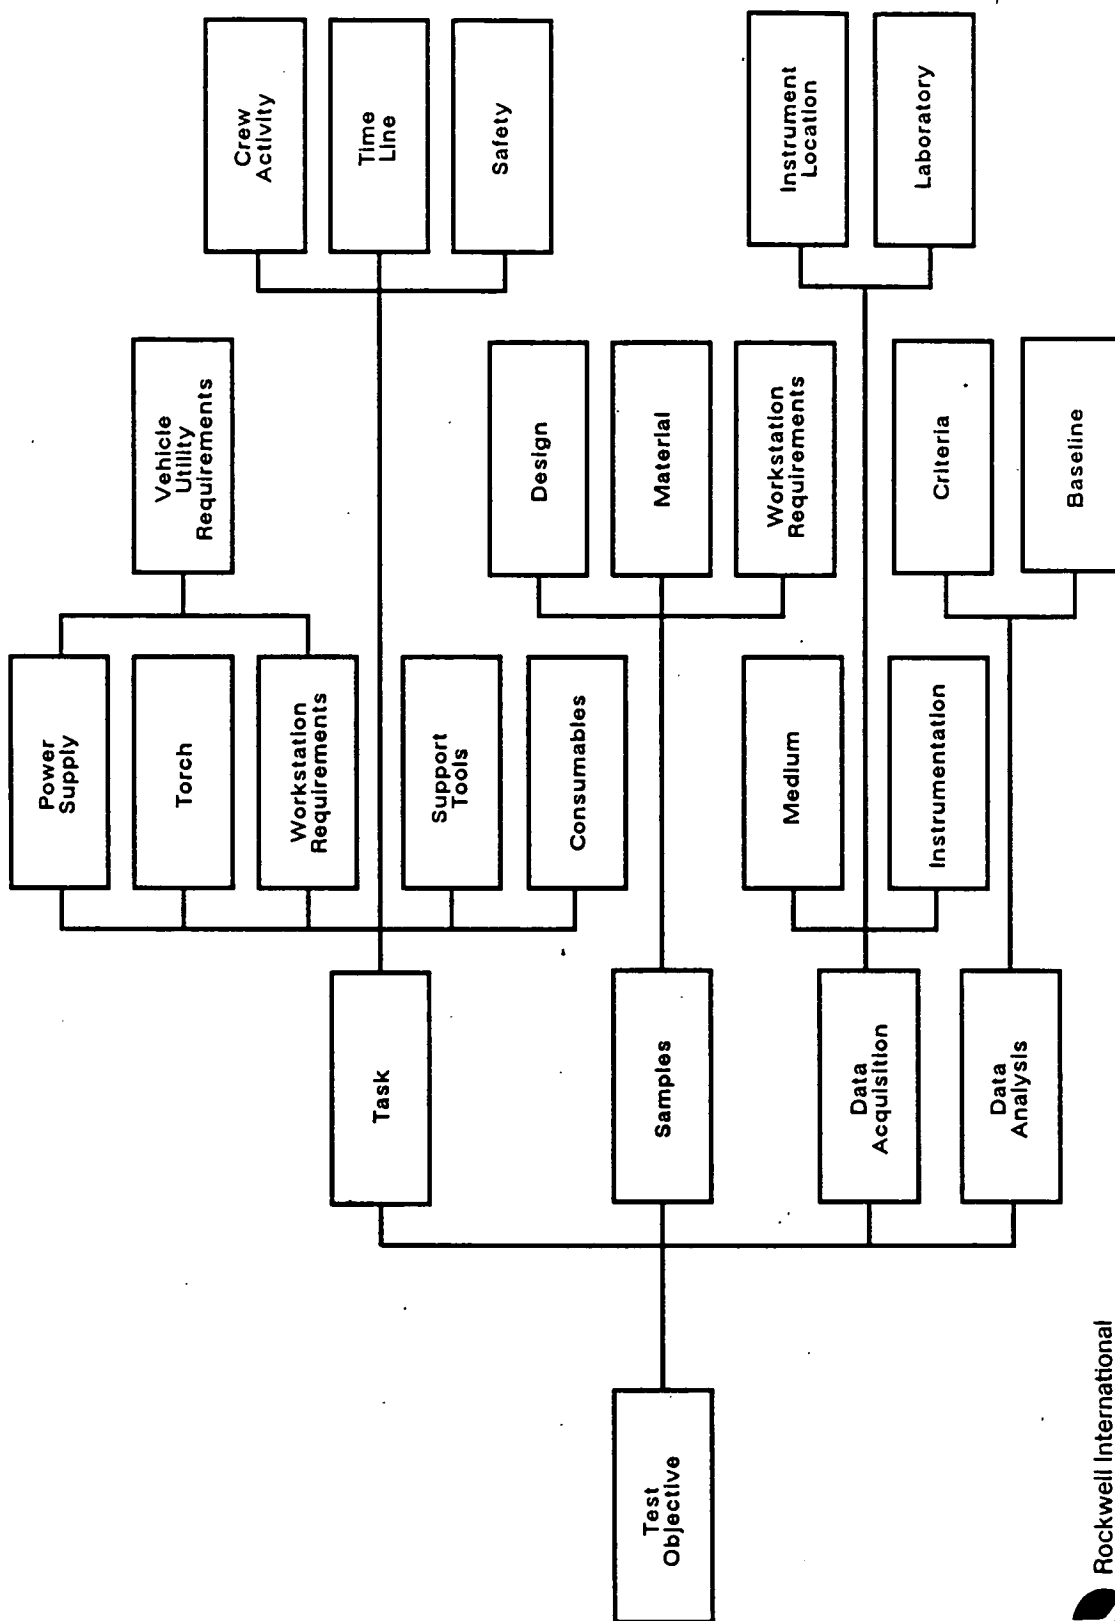 Test
Objective
Task
Samples
Data
Acquisition
Data
Analysis
Power
Supply
Torch
Workstation
Requirements
Support
Tools
Consumables
Medium
Instrumentation
Vehicle
Utility
Requirements
Design
Material
Workstation
Requirements
Criteria
Baseline
Crew
Activity
Time
Line
Safety
Instrument
Location
Laboratory
Rockwell International